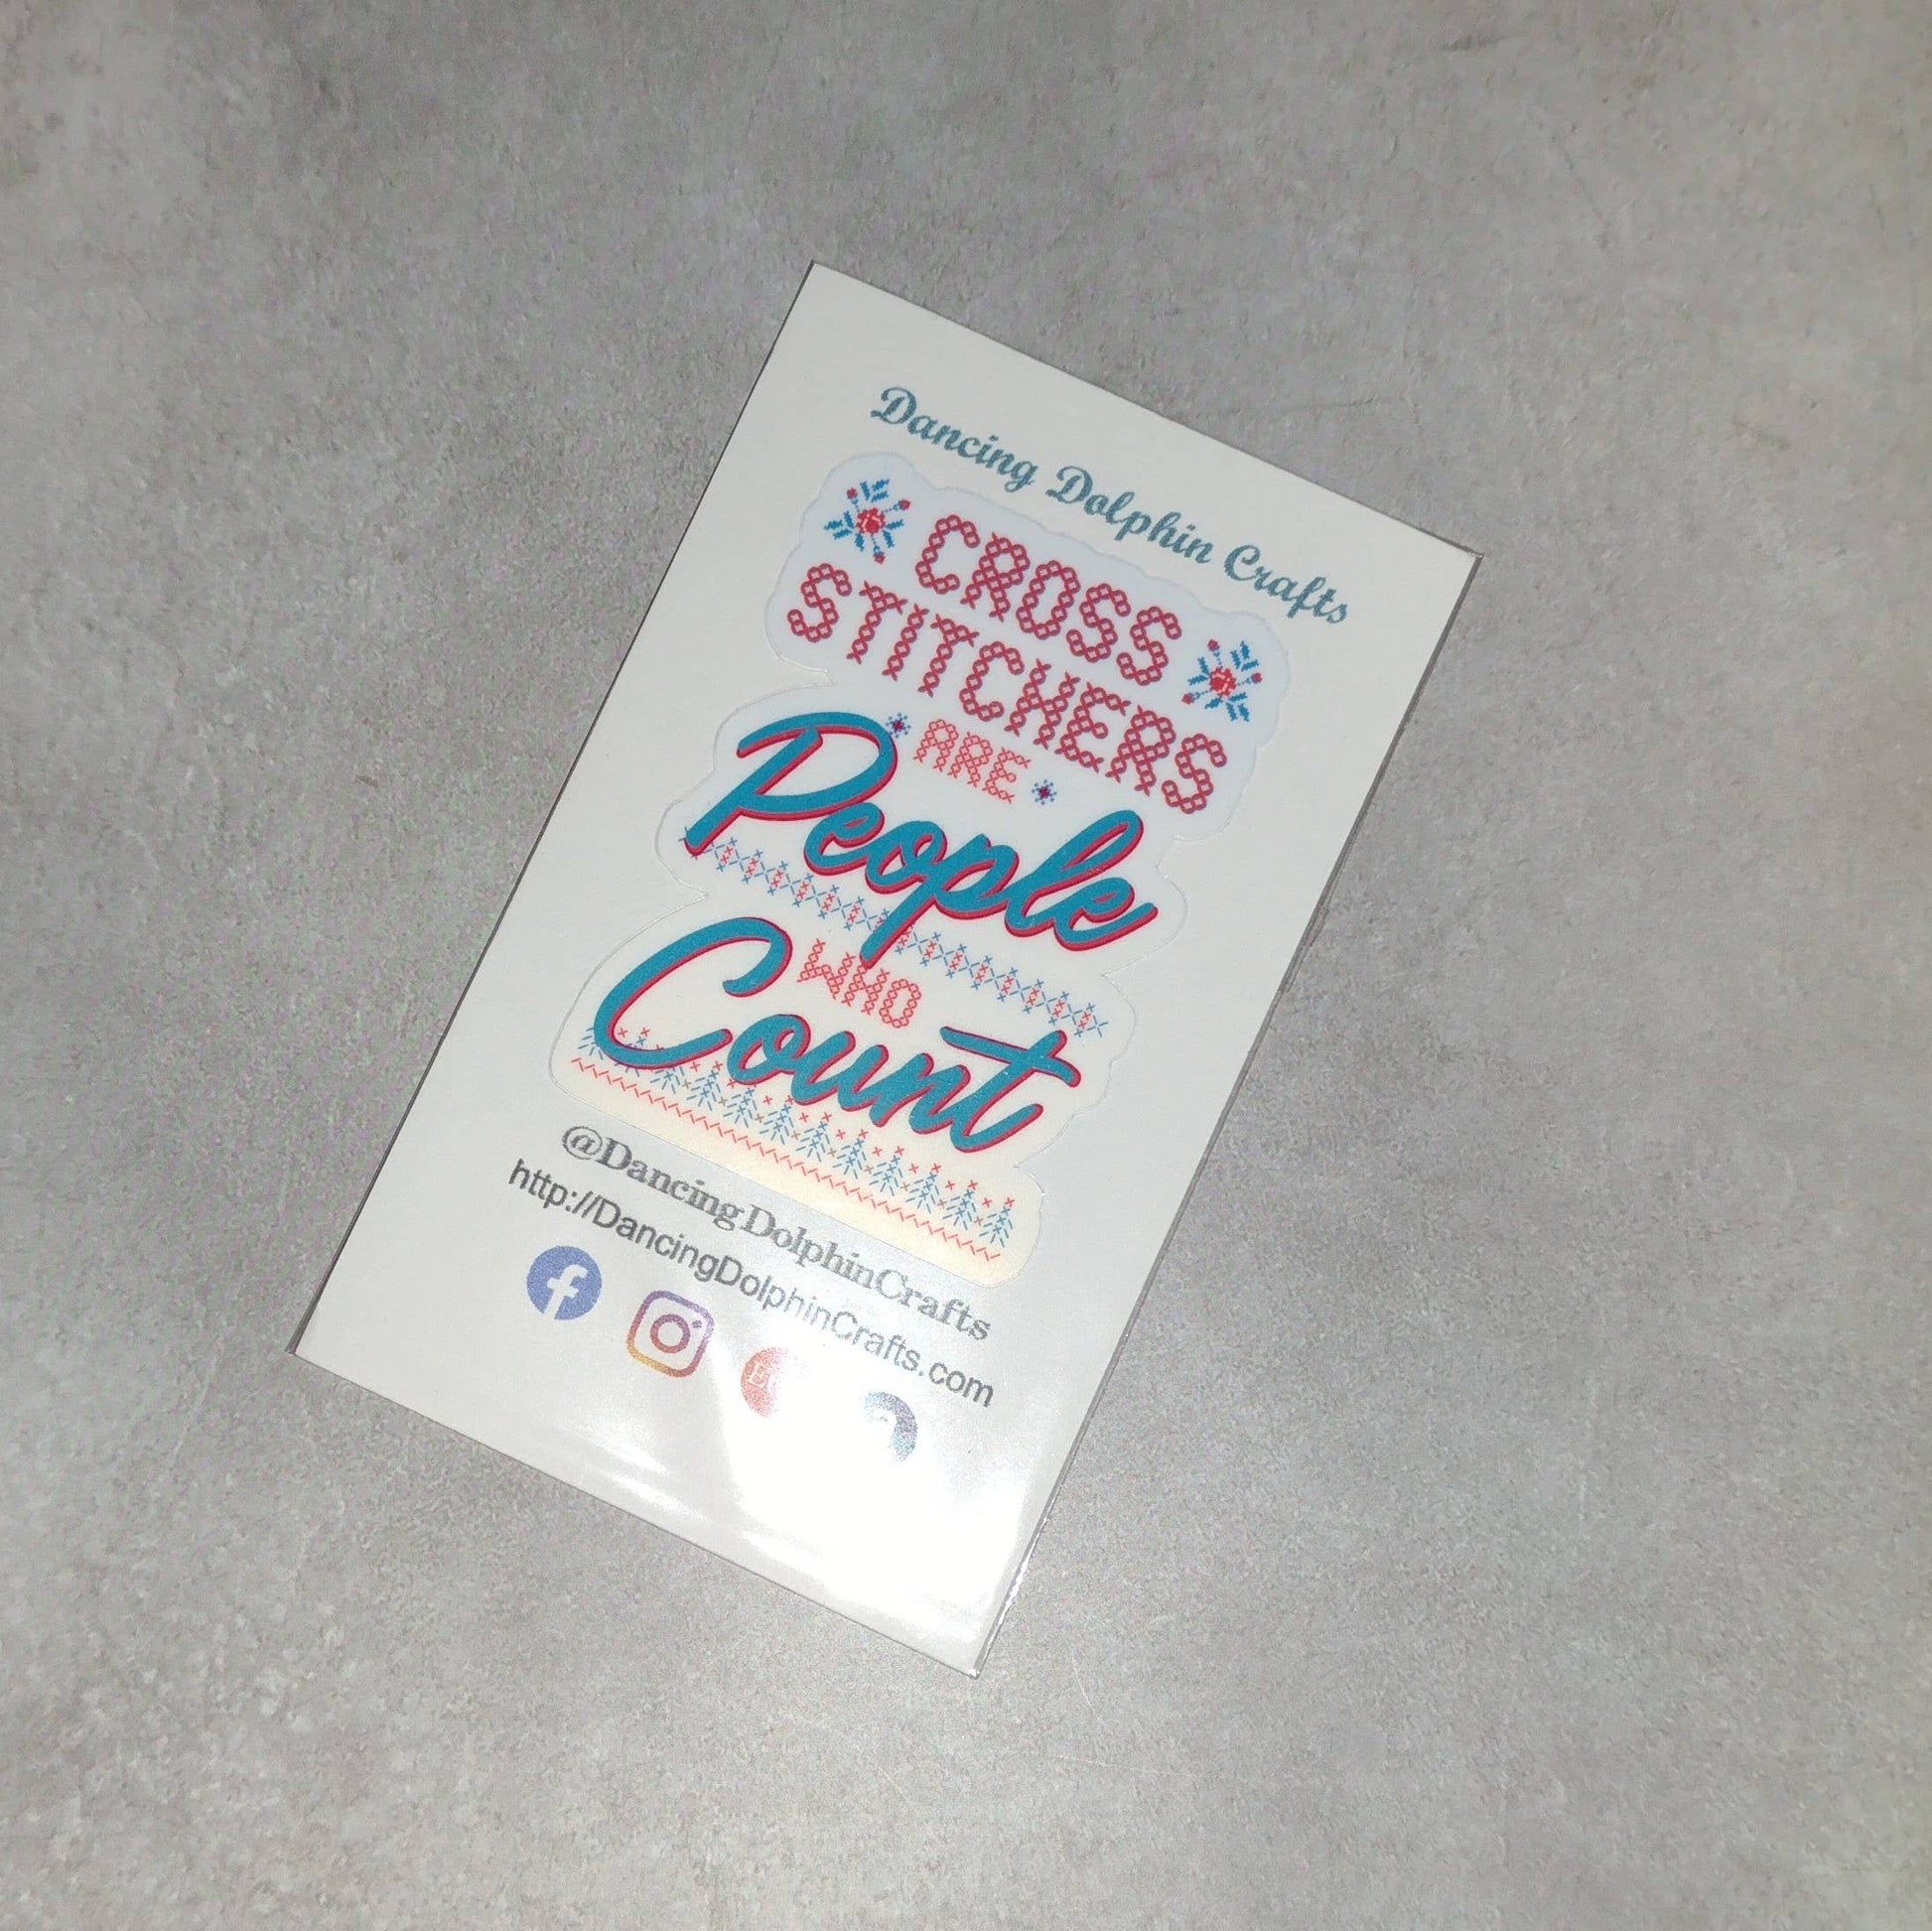 Dancing Dolphin Crafts
CROSS
STITCHERS
ARE
People
WHO
Count
@DancingDolphinCrafts
http://DancingDolphinCrafts.com